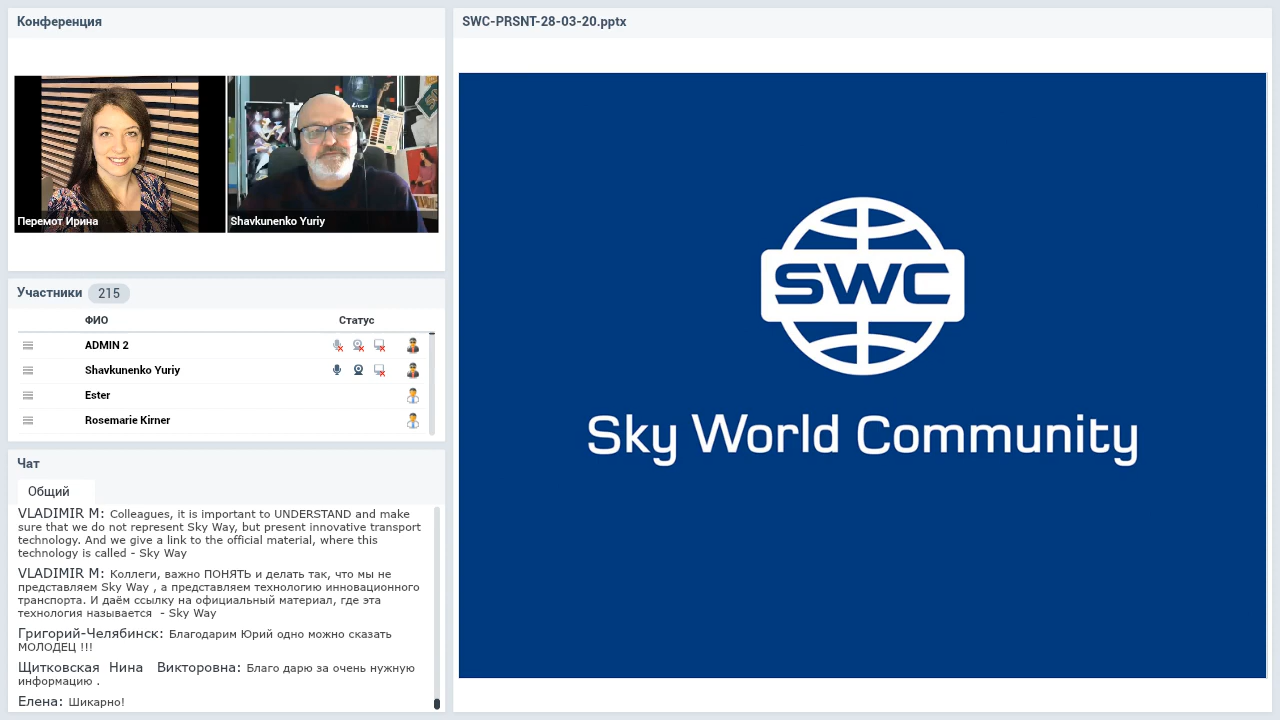 Конференция
Перемот Ирина
Shavkunenko Yuriy
Участники 215
ФИО Статус
ADMIN 2
Shavkunenko Yuriy
Ester
Rosemarie Kirner
Чат
Общий
VLADIMIR M: Colleagues, it is important to UNDERSTAND and make
sure that we do not represent Sky Way, but present innovative transport
technology. And we give a link to the official material, where this
technology is called - Sky Way
VLADIMIR M: Коллеги, важно ПОНЯТЬ и делать так, что мы не
представляем Sky Way , а представляем технологию инновационного
транспорта. И даём ссылку на официальный материал, где эта
технология называется - Sky Way
Григорий-Челябинск: Благодарим Юрий одно можно сказать
МОЛОДЕЦ !!!
Щитковская Нина Викторовна: Благо дарю за очень нужную
информацию .
Елена: Шикарно!
SWC-PRSNT-28-03-20.pptx
SWC
Sky World Community